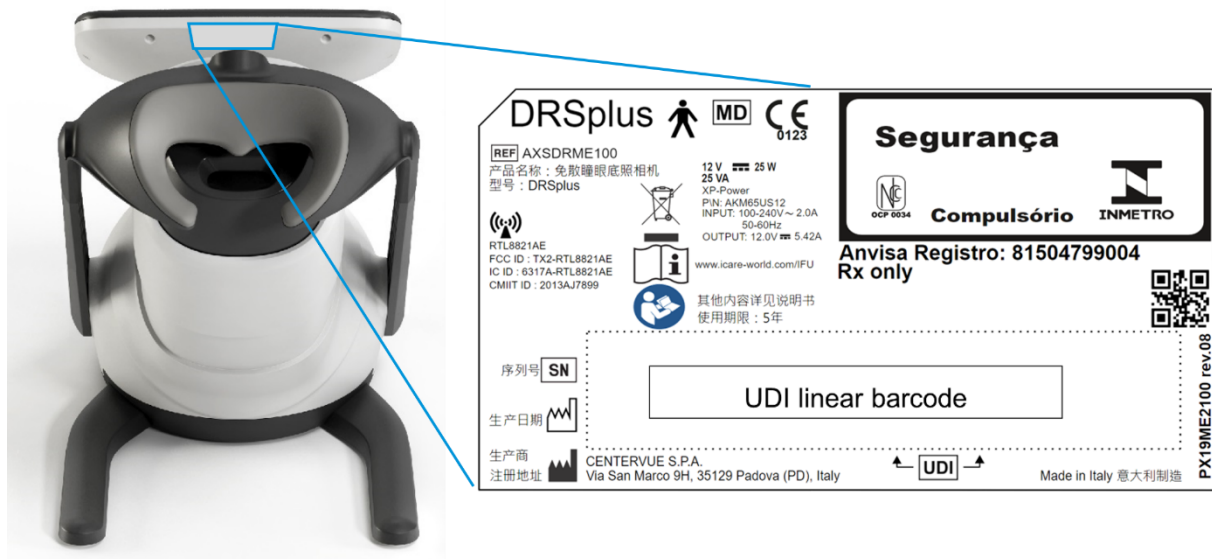 DRSplus
MD
CE
0123
REF AXSDRME100
产品名称：免散瞳眼底照相机
型号：DRSplus
12 V 25 W
25 VA
XP-Power
P\N: AKM65US12
INPUT: 100-240V～ 2.0A
50-60Hz
OUTPUT: 12.0V 5.42A
RTL8821AE
FCC ID : TX2-RTL8821AE
IC ID : 6317A-RTL8821AE
CMIIT ID : 2013AJ7899
www.icare-world.com/IFU
其他内容详见说明书
使用期限：5年
Segurança
NCC
OCP 0034
Compulsório
INMETRO
Anvisa Registro: 81504799004
Rx only
序列号 SN
UDI linear barcode
生产日期
生产商
注册地址
CENTERVUE S.P.A.
Via San Marco 9H, 35129 Padova (PD), Italy
UDI
Made in Italy 意大利制造
PX19ME2100 rev.08